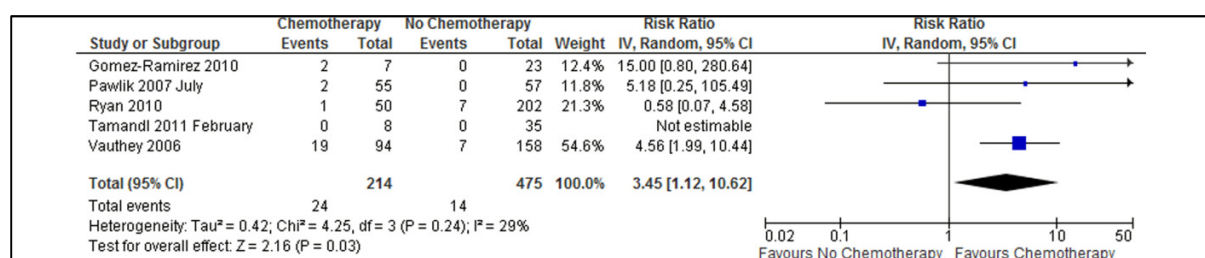 Chemotherapy No Chemotherapy Risk Ratio Risk Ratio
Study or Subgroup Events Total Events Total Weight IV, Random, 95% CI IV, Random, 95% CI
Gomez-Ramirez 2010 2 7 0 23 12.4% 15.00 [0.80, 280.64]
Pawlik 2007 July 2 55 0 57 11.8% 5.18 [0.25, 105.49]
Ryan 2010 1 50 7 202 21.3% 0.58 [0.07, 4.58]
Tamandl 2011 February 0 8 0 35 Not estimable
Vauthey 2006 19 94 7 158 54.6% 4.56 [1.99, 10.44]
Total (95% CI) 214 475 100.0% 3.45 [1.12, 10.62]
Total events 24 14
Heterogeneity: Tau² = 0.42; Chi² = 4.25, df = 3 (P = 0.24); I² = 29%
Test for overall effect: Z = 2.16 (P = 0.03)
0.02 0.1 1 10 50
Favours No Chemotherapy Favours Chemotherapy